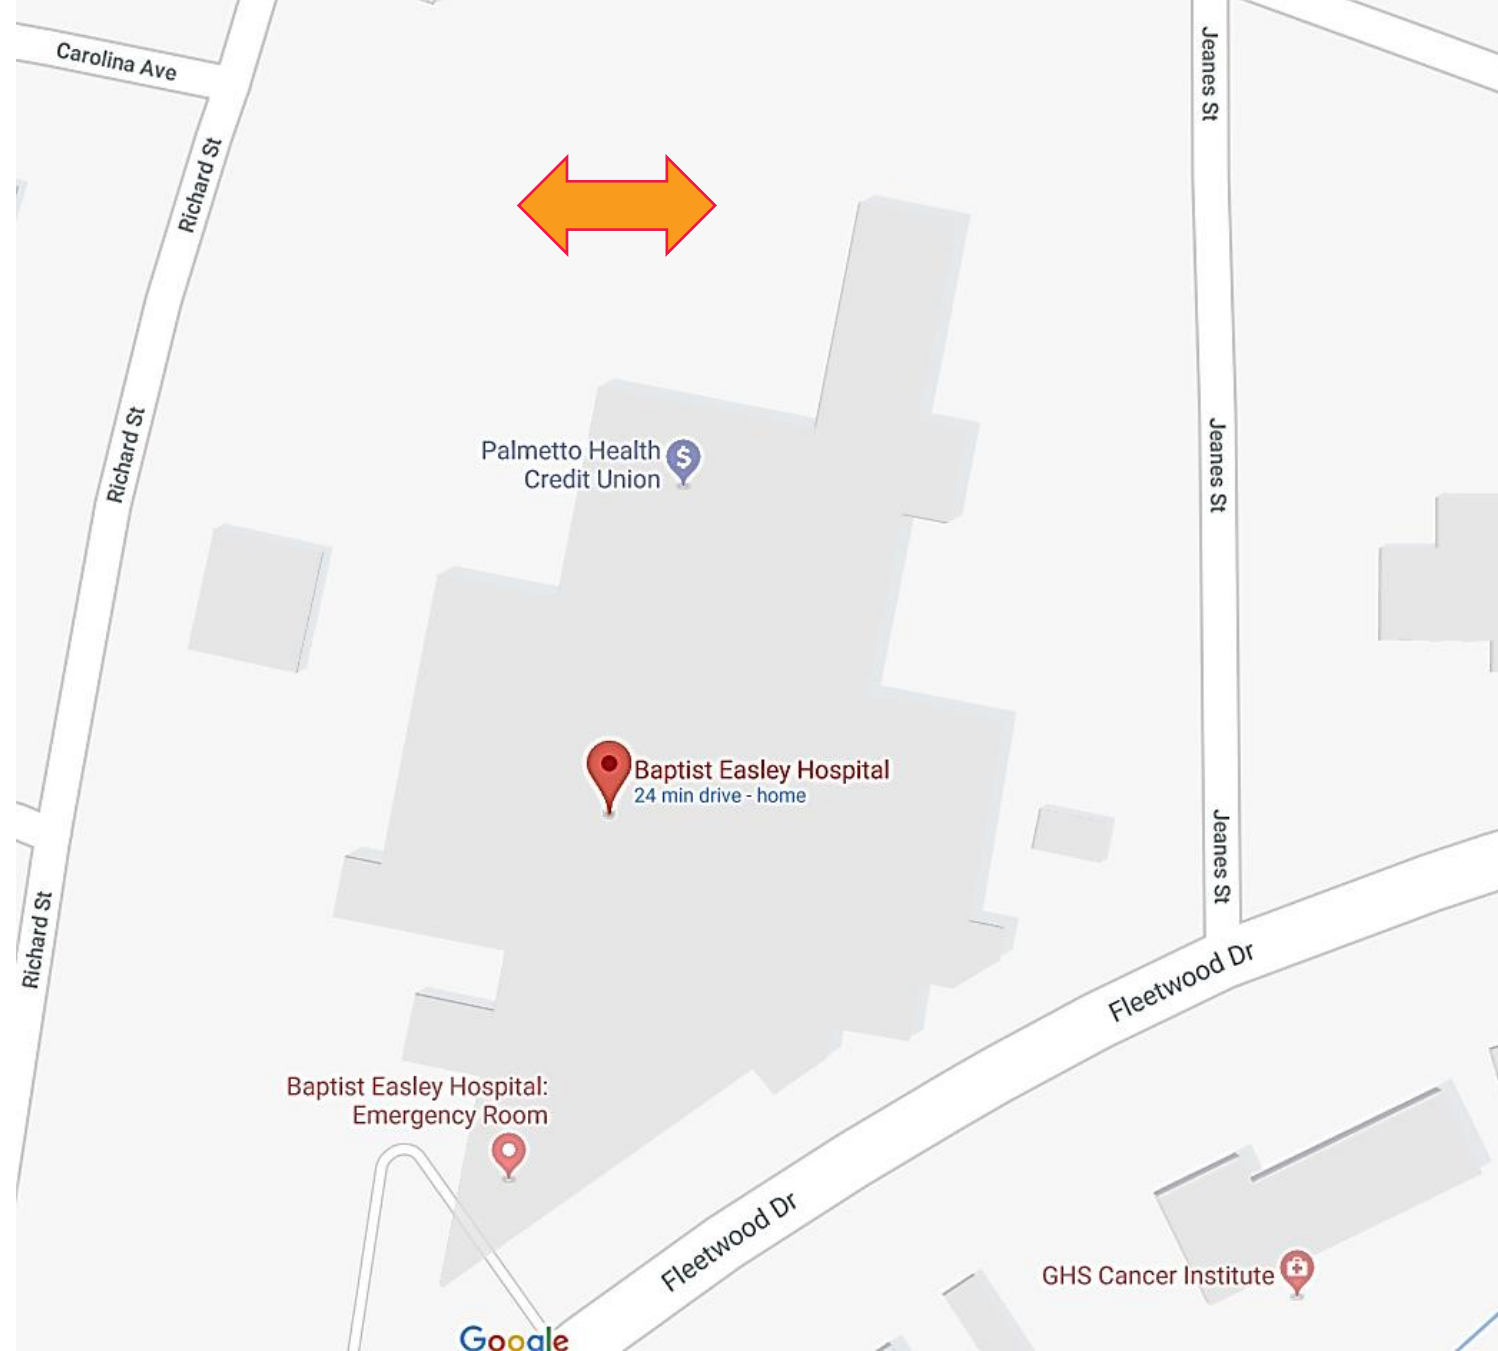 Carolina Ave
Jeanes St
Richard St
Richard St
Jeanes St
Palmetto Health
Credit Union
$
Baptist Easley Hospital
24 min drive - home
Jeanes St
Richard St
Fleetwood Dr
Baptist Easley Hospital:
Emergency Room
Fleetwood Dr
GHS Cancer Institute
Google